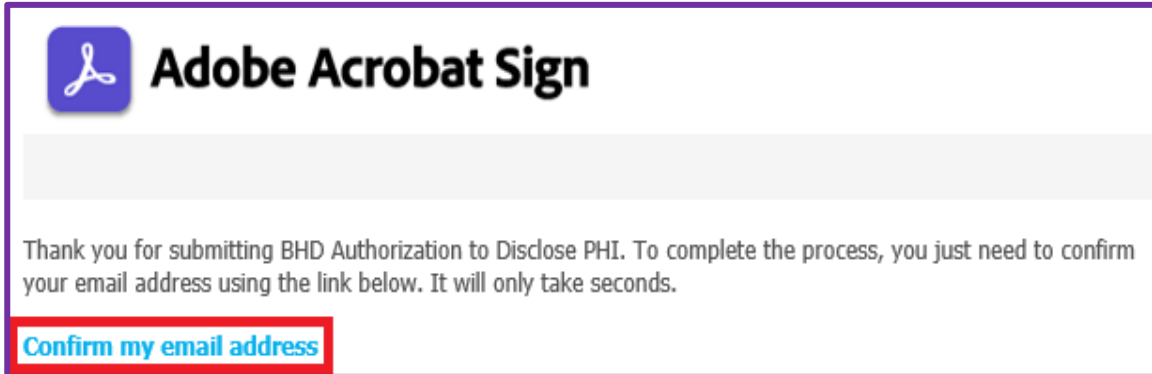 Adobe Acrobat Sign
Thank you for submitting BHD Authorization to Disclose PHI. To complete the process, you just need to confirm
your email address using the link below. It will only take seconds.
Confirm my email address